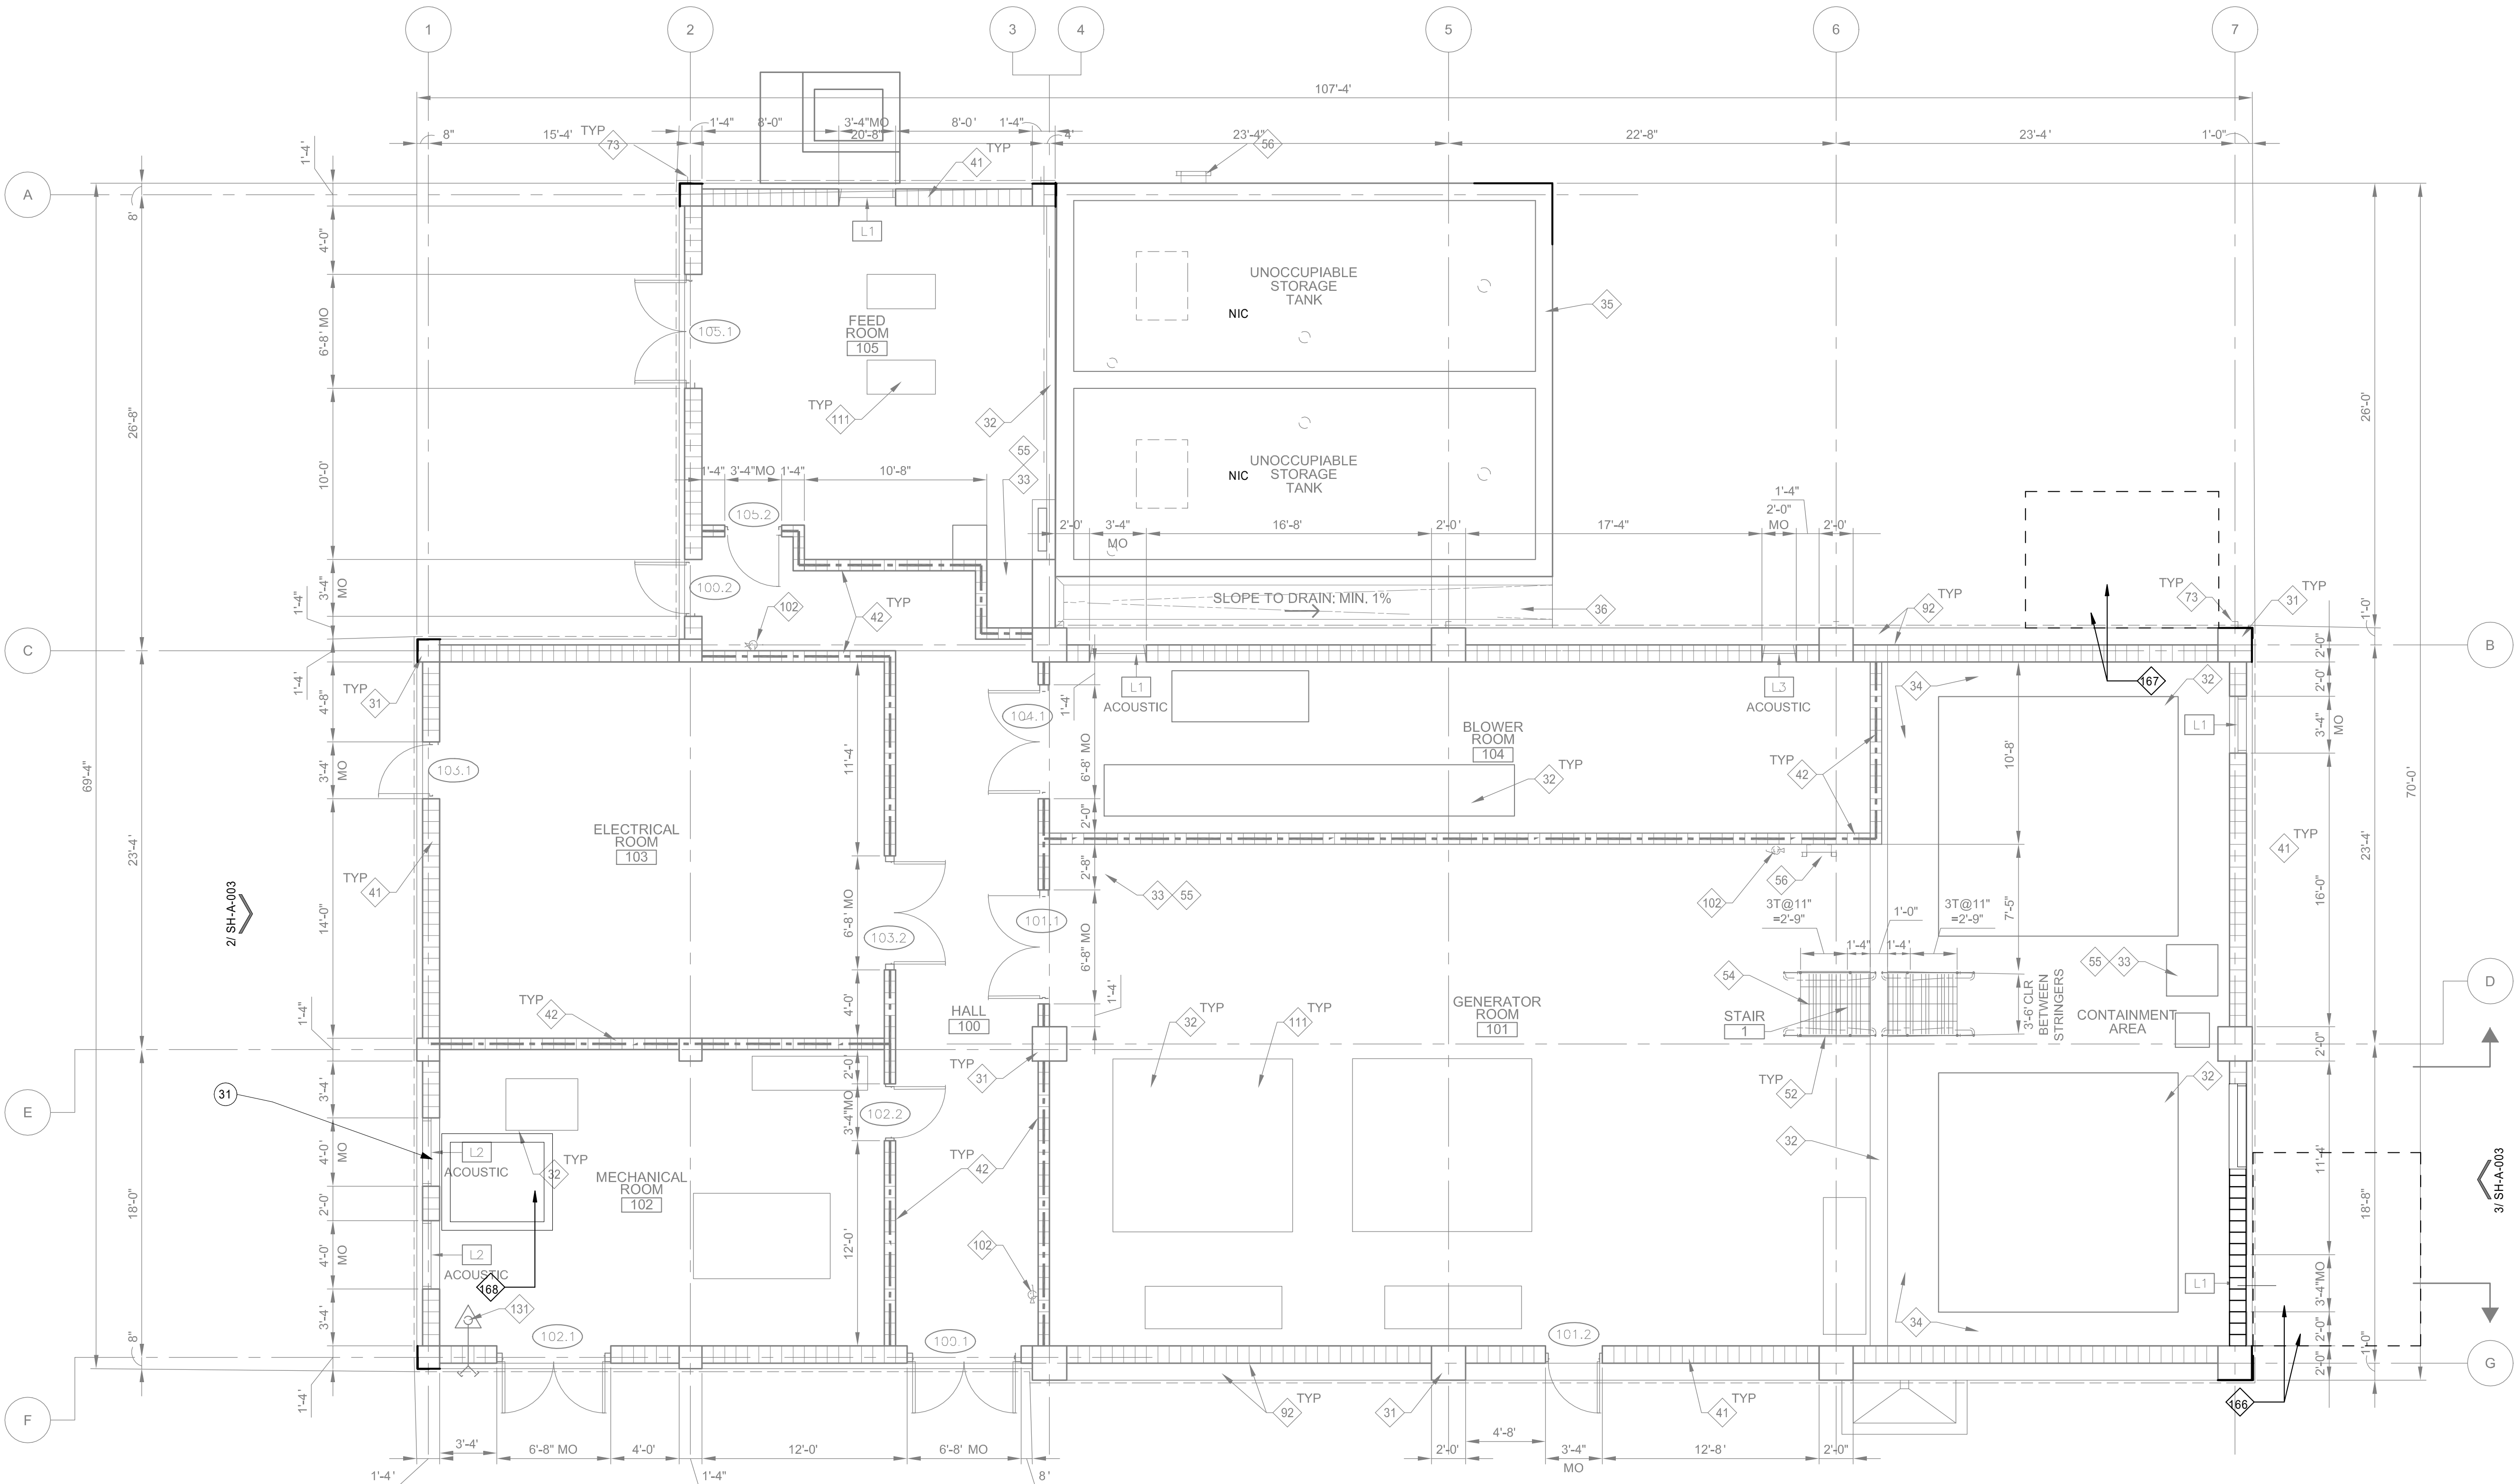 1
2
3
4
5
6
7
107'-4'
8"
15'-4'
TYP
73
1'-4"
8'-0"
3'-4"MO
20'-8"
8'-0'
1'-4"
4'
23'-4"
56
22'-8"
23'-4'
1'-0"
1'-4'
A
8'
41
TYP
L1
4'-0"
6'-8' MO
26'-8"
10'-0'
105.1
FEED
ROOM
105
TYP
111
32
55
33
UNOCCUPIABLE
STORAGE
TANK
NIC
35
UNOCCUPIABLE
STORAGE
TANK
NIC
26'-0'
70'-0'
69'-4"
1'-4"
3'-4"MO
1'-4"
10'-8"
105.2
2'-0'
3'-4"
MO
16'-8'
2'-0'
17'-4"
1'-4"
2'-0"
MO
2'-0'
3'-4"
MO
1'-4"
100.2
102
42
TYP
SLOPE TO DRAIN; MIN. 1%
36
92
TYP
TYP
73
31
TYP
1'-0'
C
B
1'-4'
TYP
31
4'-8"
3'-4'
MO
103.1
11'-4'
104.1
1'-4'
L1
ACOUSTIC
L3
ACOUSTIC
34
167
32
2'-0"
2'-0'
3'-4"
MO
L1
BLOWER
ROOM
104
32
TYP
TYP
42
10'-8'
6'-8' MO
2'-0"
2'-8"
23'-4'
ELECTRICAL
ROOM
103
TYP
41
14'-0"
2/ SH-A-003
6'-8' MO
103.2
101.1
33
55
6'-8" MO
102
56
3T@11"
=2'-9"
1'-0"
3T@11"
=2'-9"
7'-5"
1'-4"
1'-4'
54
55
33
41
TYP
16'-0"
23'-4'
D
1'-4"
TYP
42
4'-0'
HALL
100
1'-4'
TYP
32
TYP
111
GENERATOR
ROOM
101
STAIR
1
3'-6'CLR
BETWEEN
STRINGERS
CONTAINMENT
AREA
2'-0"
E
31
3'-4'
2'-0'
TYP
31
TYP
52
32
102.2
3'-4"MO
4'-0'
MO
L2
ACOUSTIC
32
TYP
32
11'-4'
3/ SH-A-003
18'-0"
2'-0'
MECHANICAL
ROOM
102
TYP
42
18'-8"
12'-0'
4'-0'
MO
L2
ACOUSTIC
168
102
L1
3'-4"MO
3'-4'
131
34
2'-0"
1'-0"
8"
102.1
100.1
101.2
2'-0"
G
1'-4'
F
92
TYP
31
41
TYP
166
3'-4'
6'-8" MO
4'-0'
12'-0'
6'-8' MO
2'-0'
4'-8'
3'-4"
MO
12'-8'
2'-0"
1'-4'
1'-4"
8'